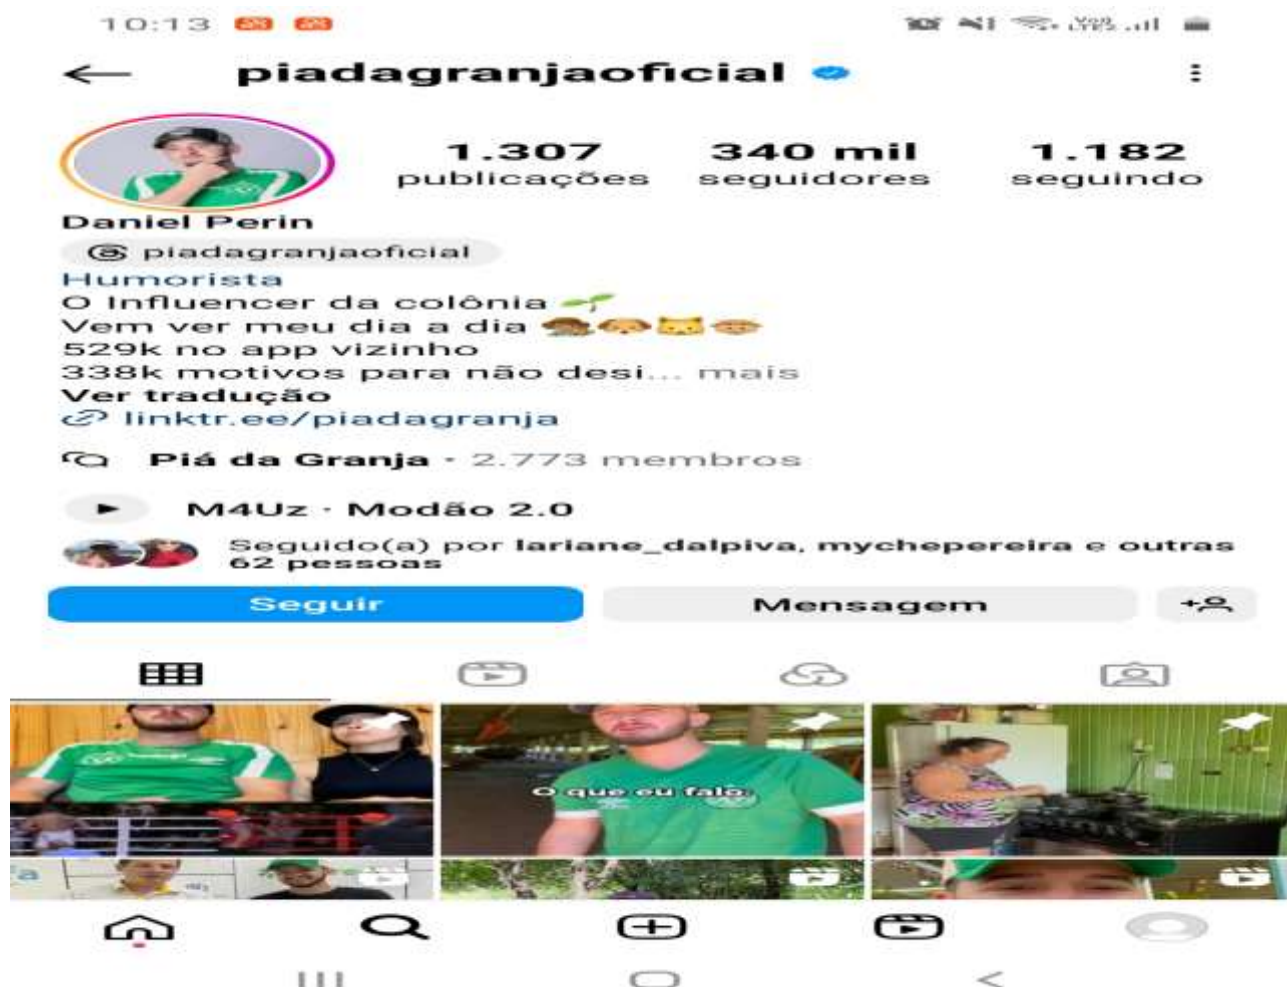 10:13
piadagranjaoficial
1.307 340 mil 1.182
publicações seguidores seguindo
Daniel Perin
piadagranjaoficial
Humorista
O Influencer da colônia
Vem ver meu dia a dia
529k no app vizinho
338k motivos para não desi... mais
Ver tradução
linktr.ee/piadagranja
Piá da Granja · 2.773 membros
M4Uz · Modão 2.0
Seguido(a) por lariane_dalpiva, mychepereira e outras
62 pessoas
Seguir Mensagem
O que eu falo: